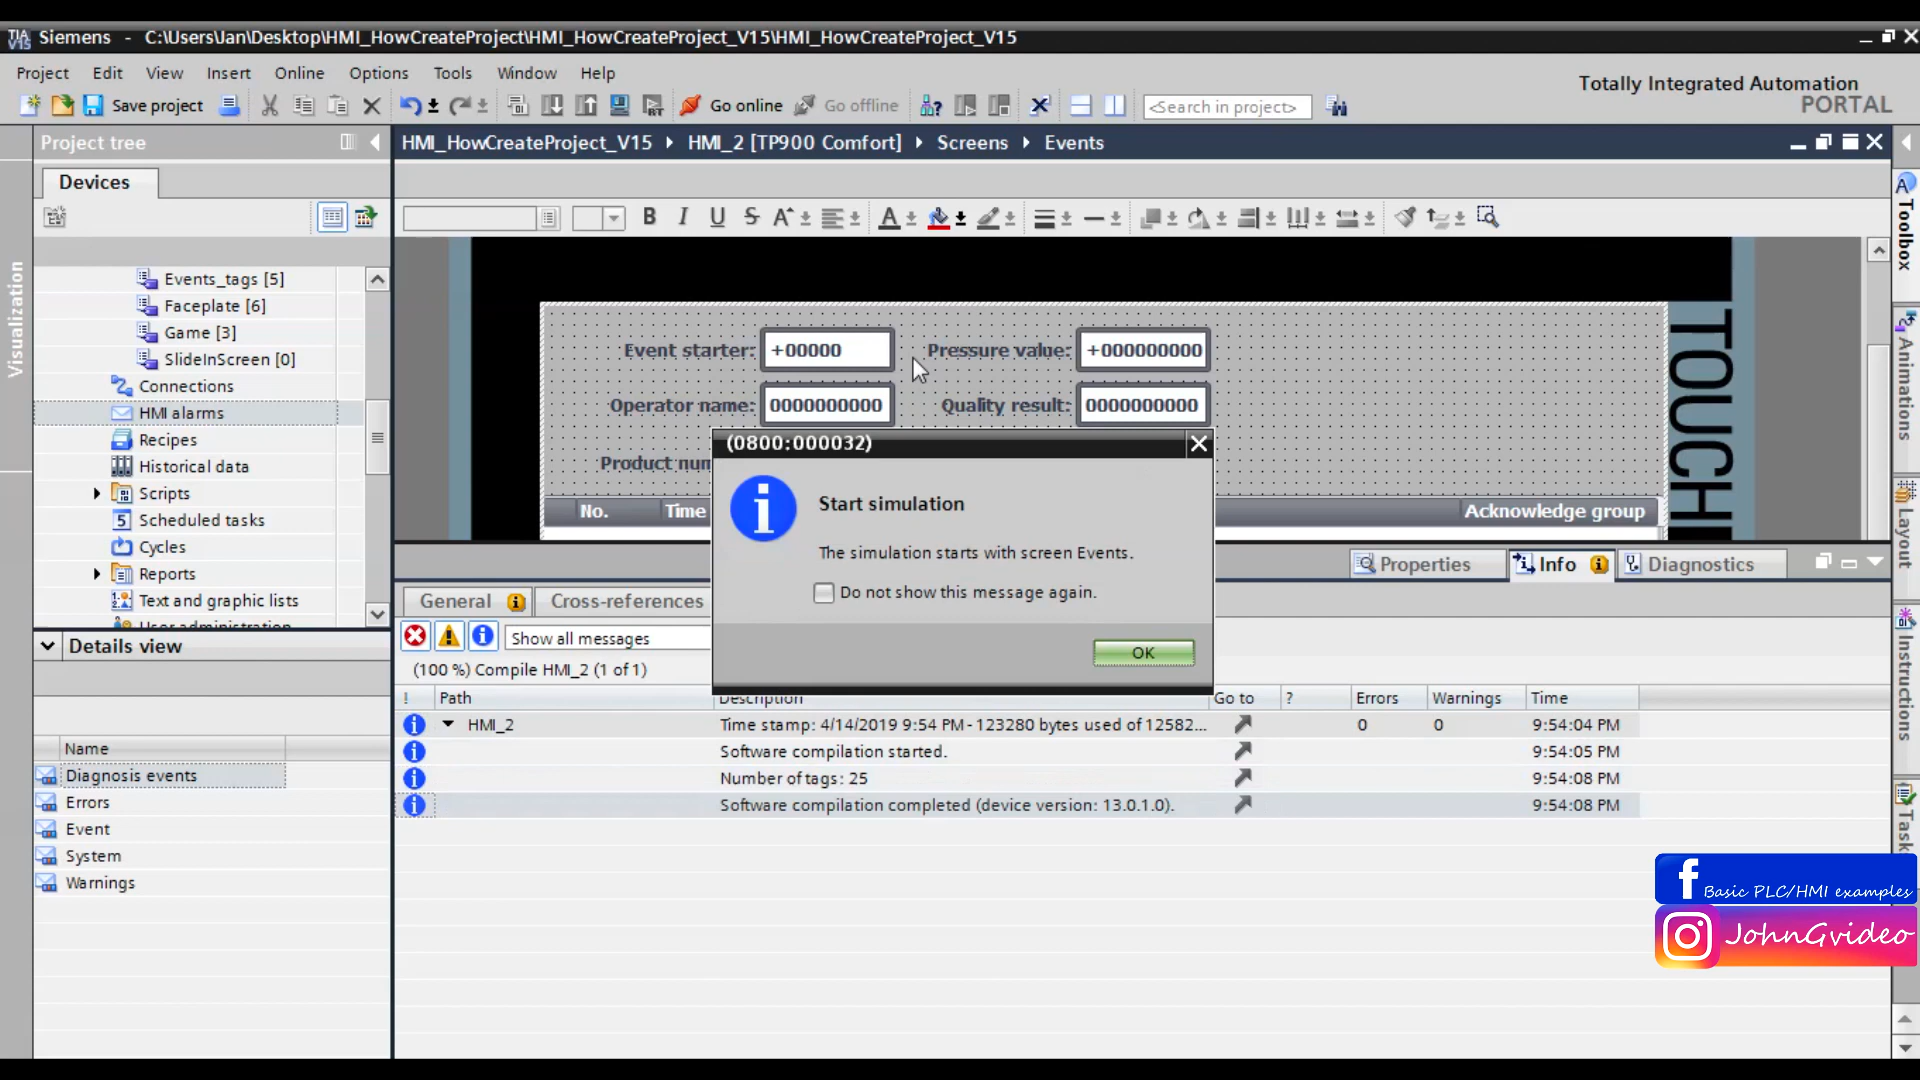 TIA V15 Siemens - C:\Users\Jan\Desktop\HMI_HowCreateProject\HMI_HowCreateProject_V15\HMI_HowCreateProject_V15
Project Edit View Insert Online Options Tools Window Help
Totally Integrated Automation
PORTAL
Save project
Go online
Go offline
<Search in project>
Project tree
HMI_HowCreateProject_V15 HMI_2 [TP900 Comfort] Screens Events
Devices
B I U S A A
Visualization
Events_tags [5]
Faceplate [6]
Game [3]
SlideInScreen [0]
Connections
HMI alarms
Recipes
Historical data
Scripts
Scheduled tasks
Cycles
Reports
Text and graphic lists
Event starter: +00000
Pressure value: +000000000
Operator name: 0000000000
Quality result: 0000000000
Product num
No. Time
Acknowledge group
TOUCH
(0800:000032)
Start simulation
The simulation starts with screen Events.
Do not show this message again.
OK
Properties
Info
Diagnostics
General
Cross-references
Show all messages
(100 %) Compile HMI_2 (1 of 1)
! Path Description Go to ? Errors Warnings Time
HMI_2 Time stamp: 4/14/2019 9:54 PM - 123280 bytes used of 12582... 0 0 9:54:04 PM
Software compilation started. 9:54:05 PM
Number of tags: 25 9:54:08 PM
Software compilation completed (device version: 13.0.1.0). 9:54:08 PM
Details view
Name
Diagnosis events
Errors
Event
System
Warnings
Toolbox
Animations
Layout
Instructions
Task
Basic PLC/HMI examples
JohnGvideo